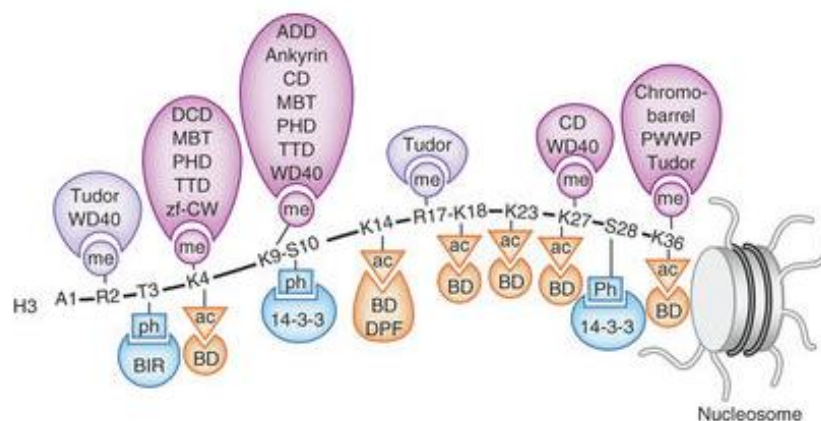 ADD
Ankyrin
CD
MBT
PHD
TTD
WD40
me
DCD
MBT
PHD
TTD
zf-CW
me
Tudor
WD40
me
Tudor
me
CD
WD40
me
Chromo-
barrel
PWWP
Tudor
me
H3 A1-R2-T3-K4-K9-S10-K14-R17-K18-K23-K27-S28-K36
ph
BIR
ac
BD
ph
14-3-3
ac
BD
DPF
ac
BD
ac
BD
ac
BD
Ph
14-3-3
ac
BD
Nucleosome